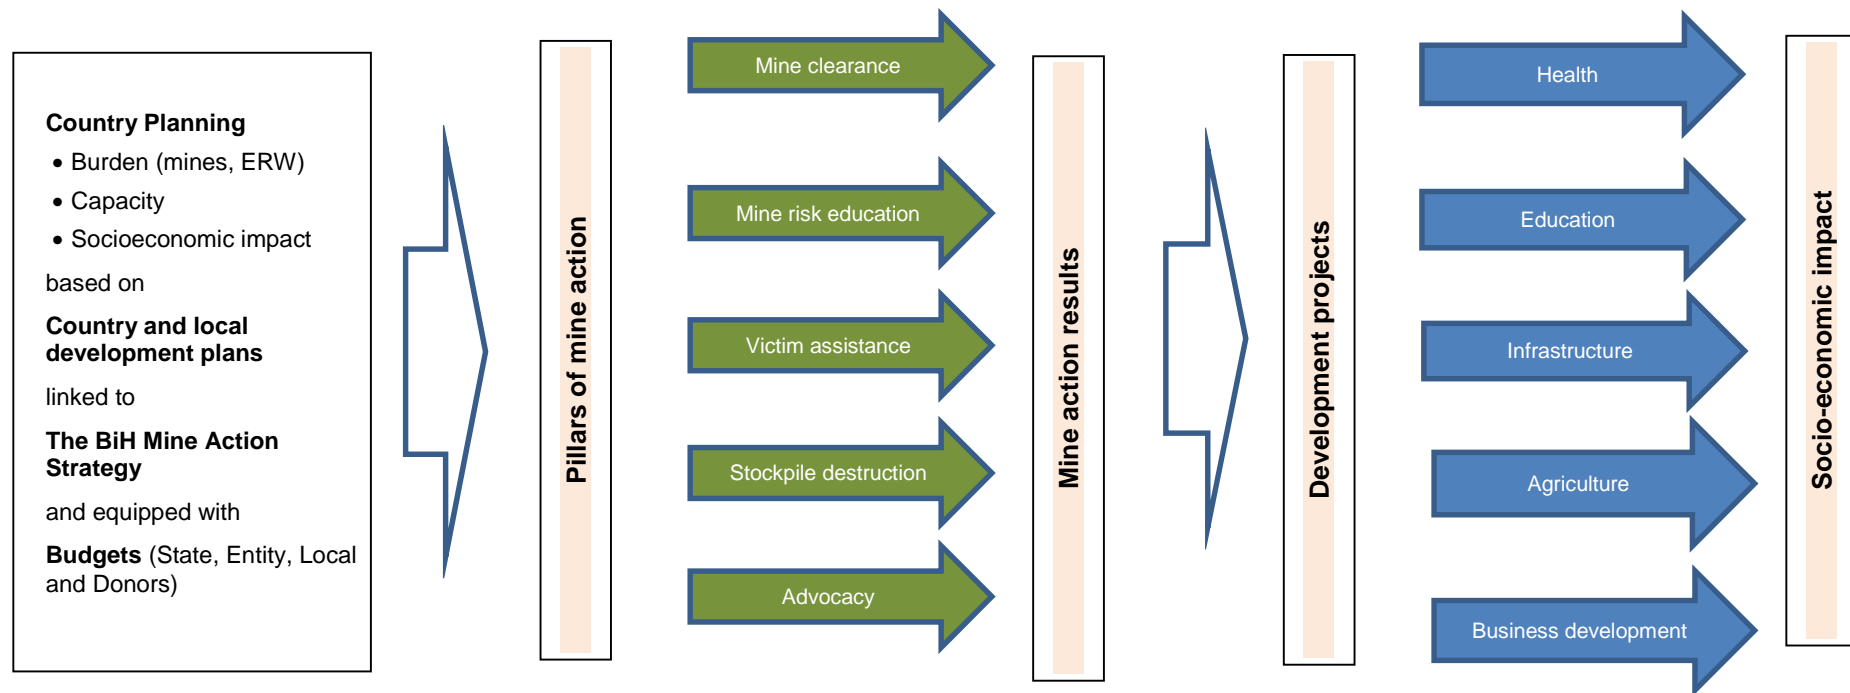 Country Planning
• Burden (mines, ERW)
• Capacity
• Socioeconomic impact
based on
Country and local
development plans
linked to
The BiH Mine Action
Strategy
and equipped with
Budgets (State, Entity, Local
and Donors)
Pillars of mine action
Mine clearance
Mine risk education
Victim assistance
Stockpile destruction
Advocacy
Mine action results
Development projects
Health
Education
Infrastructure
Agriculture
Business development
Socio-economic impact